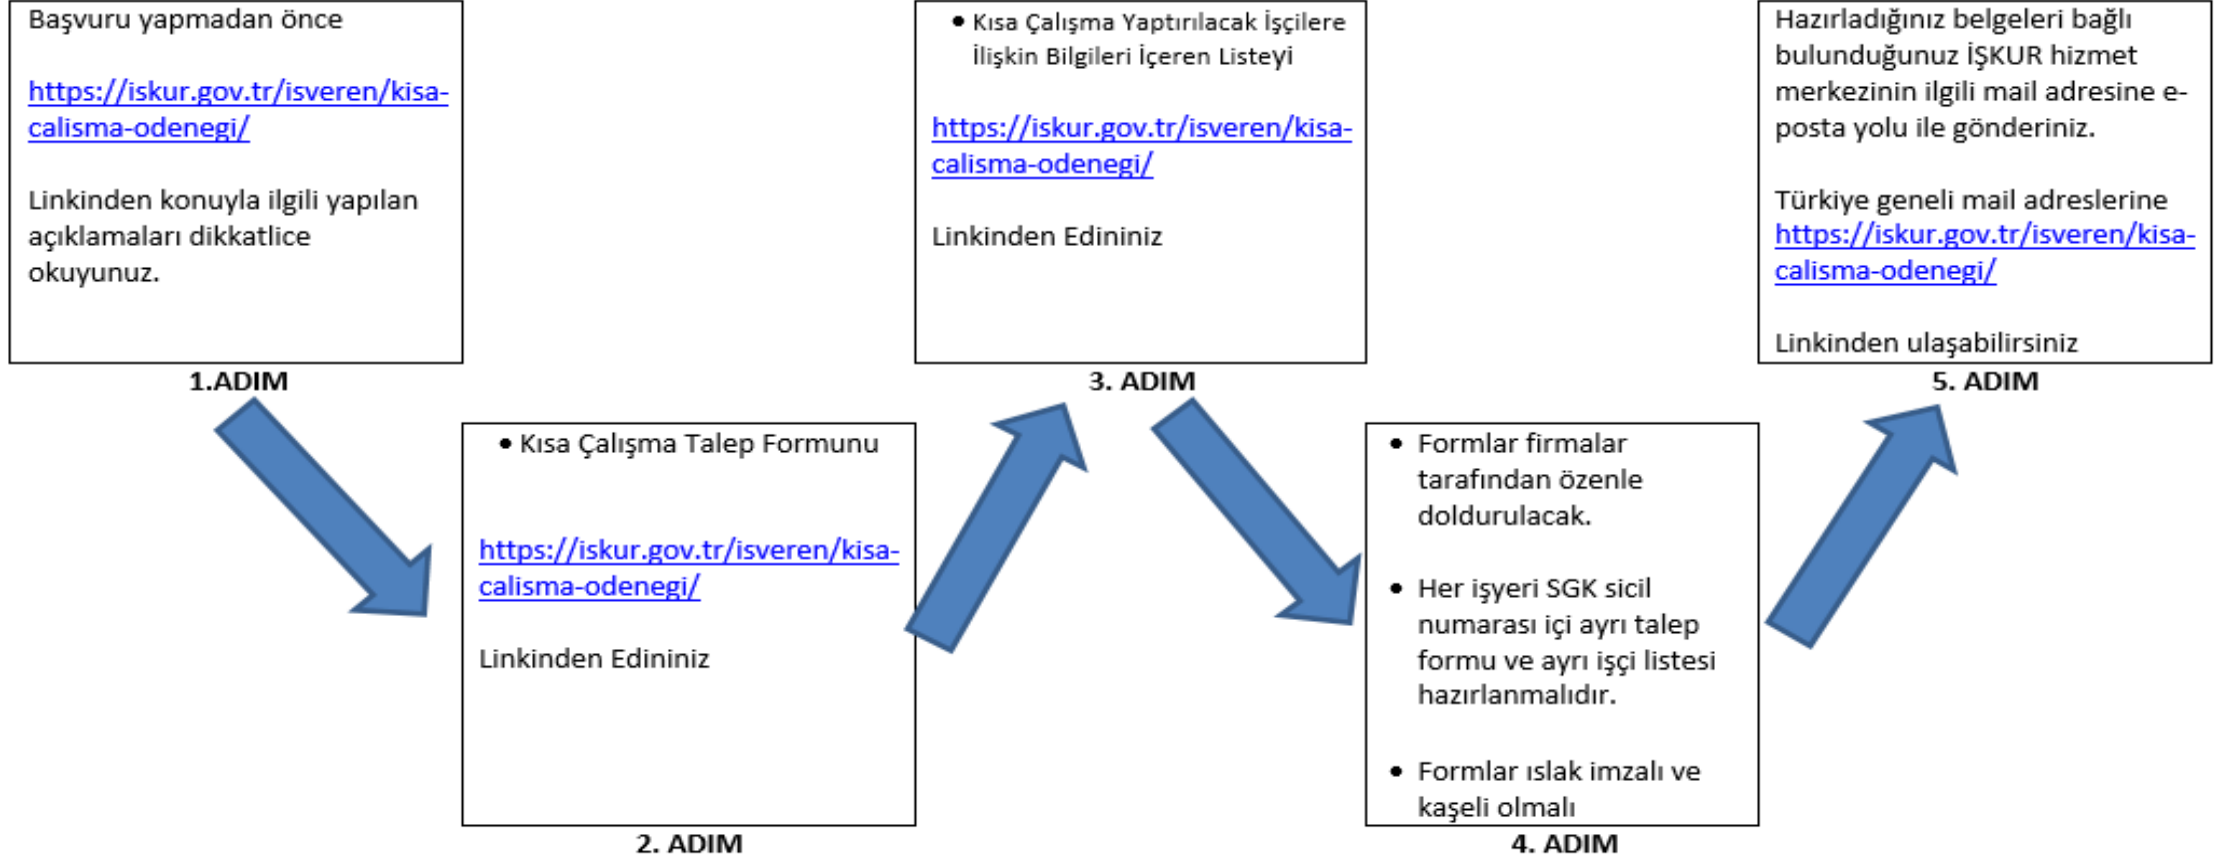 Başvuru yapmadan önce
https://iskur.gov.tr/isveren/kisa-
calisma-odenegi/
Linkinden konuyla ilgili yapılan
açıklamaları dikkatlice
okuyunuz.
1.ADIM
• Kısa Çalışma Talep Formunu
https://iskur.gov.tr/isveren/kisa-
calisma-odenegi/
Linkinden Edininiz
2. ADIM
• Kısa Çalışma Yaptırılacak İşçilere
İlişkin Bilgileri İçeren Listeyi
https://iskur.gov.tr/isveren/kisa-
calisma-odenegi/
Linkinden Edininiz
3. ADIM
• Formlar firmalar
tarafından özenle
doldurulacak.
• Her işyeri SGK sicil
numarası içi ayrı talep
formu ve ayrı işçi listesi
hazırlanmalıdır.
• Formlar ıslak imzalı ve
kaşeli olmalı
4. ADIM
Hazırladığınız belgeleri bağlı
bulunduğunuz İŞKUR hizmet
merkezinin ilgili mail adresine e-
posta yolu ile gönderiniz.
Türkiye geneli mail adreslerine
https://iskur.gov.tr/isveren/kisa-
calisma-odenegi/
Linkinden ulaşabilirsiniz
5. ADIM